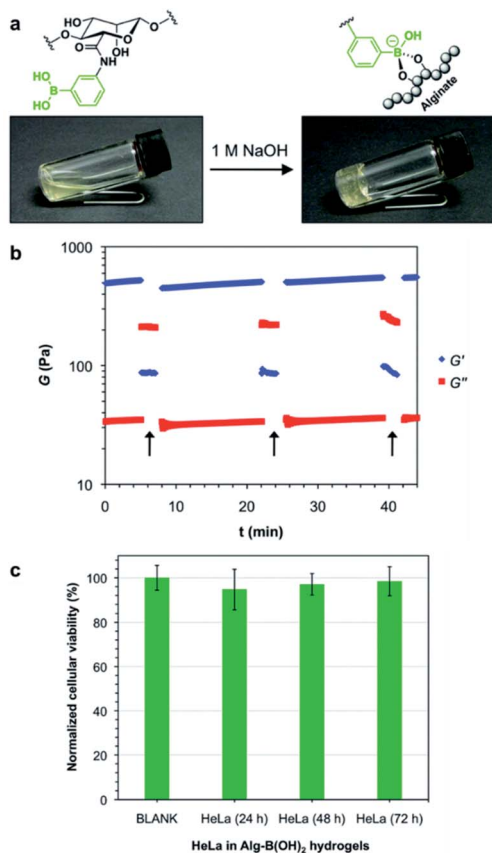 a
OH
O
O
OH
O
NH
HO
B
HO
OH
B
O
O
Alginate
1 M NaOH
b
1000
100
10
G (Pa)
G'
G''
0
10
20
30
40
t (min)
c
Normalized cellular viability (%)
120
100
80
60
40
20
0
BLANK
HeLa (24 h)
HeLa (48 h)
HeLa (72 h)
HeLa in Alg-B(OH)₂ hydrogels